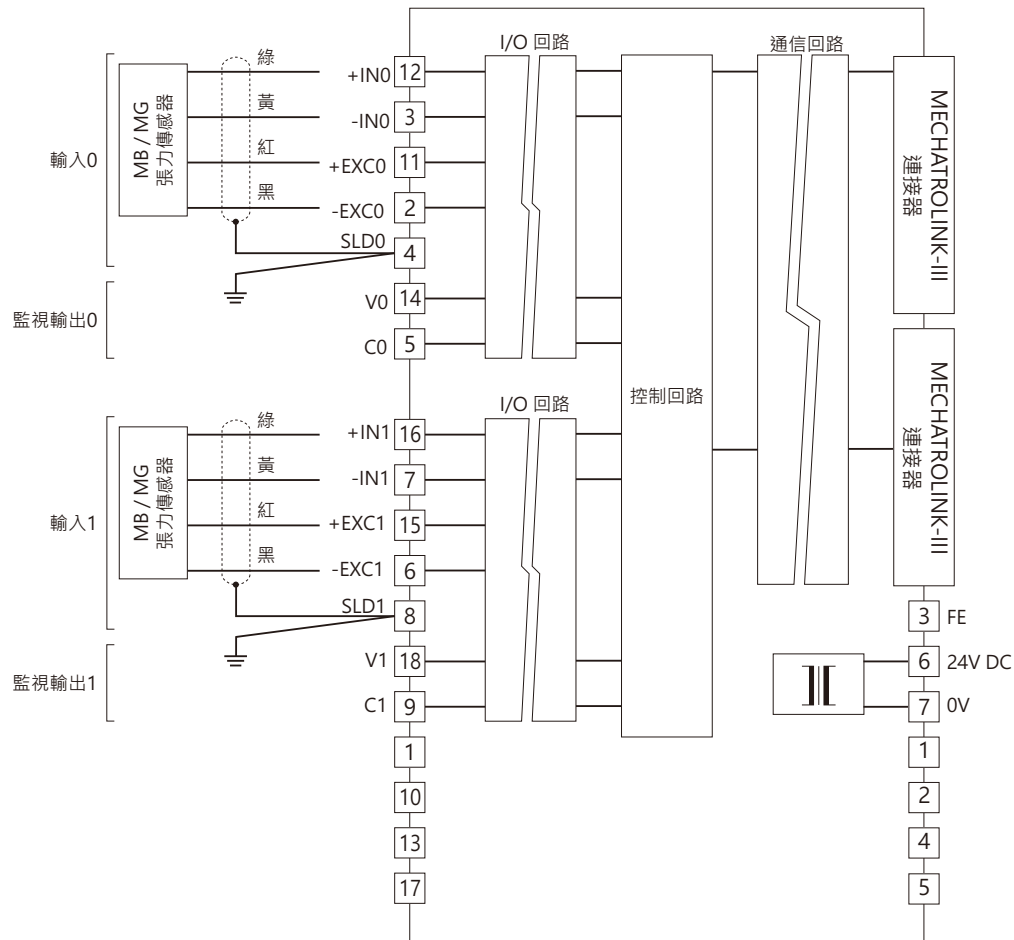 I/O 回路
通信回路
輸入0
MB / MG
張力傳感器
綠
黃
紅
黑
+IN0 12
-IN0 3
+EXC0 11
-EXC0 2
SLD0 4
監視輸出0
V0 14
C0 5
MECHATROLINK-III
連接器
控制回路
I/O 回路
輸入1
MB / MG
張力傳感器
綠
黃
紅
黑
+IN1 16
-IN1 7
+EXC1 15
-EXC1 6
SLD1 8
監視輸出1
V1 18
C1 9
1
10
13
17
MECHATROLINK-III
連接器
3 FE
6 24V DC
7 0V
1
2
4
5